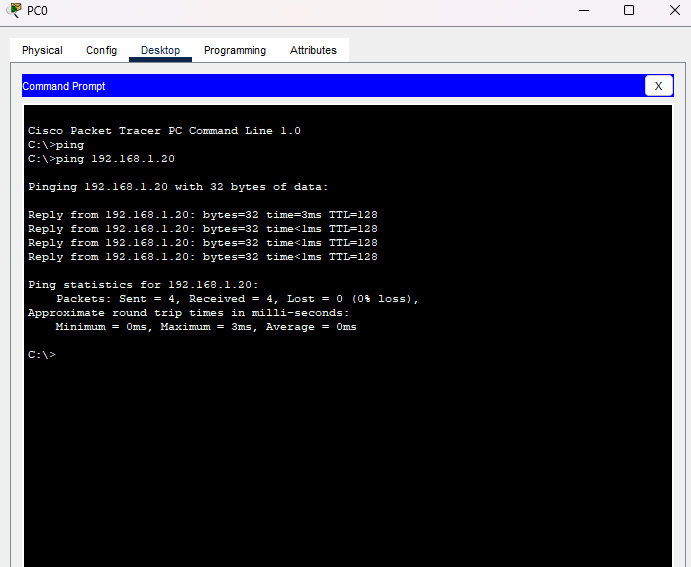 PC0
Physical Config Desktop Programming Attributes
Command Prompt X
Cisco Packet Tracer PC Command Line 1.0
C:\>ping
C:\>ping 192.168.1.20
Pinging 192.168.1.20 with 32 bytes of data:
Reply from 192.168.1.20: bytes=32 time=3ms TTL=128
Reply from 192.168.1.20: bytes=32 time<1ms TTL=128
Reply from 192.168.1.20: bytes=32 time<1ms TTL=128
Reply from 192.168.1.20: bytes=32 time<1ms TTL=128
Ping statistics for 192.168.1.20:
Packets: Sent = 4, Received = 4, Lost = 0 (0% loss),
Approximate round trip times in milli-seconds:
Minimum = 0ms, Maximum = 3ms, Average = 0ms
C:\>